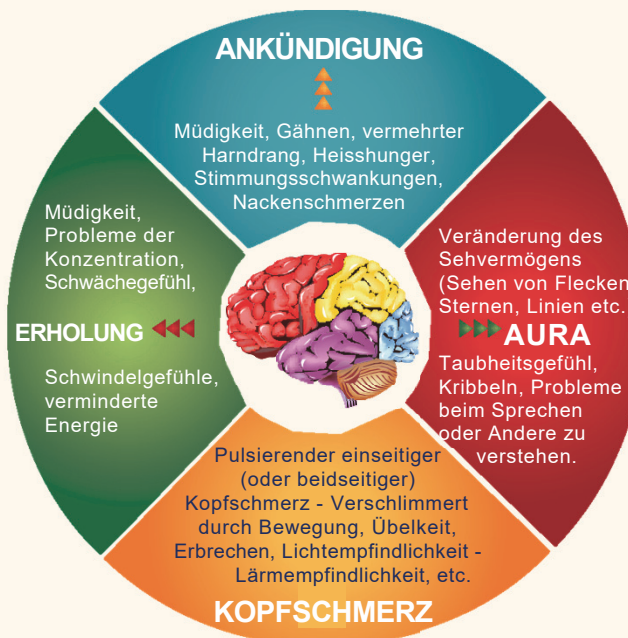 ANKÜNDIGUNG
Müdigkeit, Gähnen, vermehrter
Harndrang, Heisshunger,
Stimmungsschwankungen,
Nackenschmerzen
Veränderung des
Sehvermögens
(Sehen von Flecken
Sternen, Linien etc.
AURA
Taubheitsgefühl,
Kribbeln, Probleme
beim Sprechen
oder Andere zu
verstehen.
Pulsierender einseitiger
(oder beidseitiger)
Kopfschmerz - Verschlimmert
durch Bewegung, Übelkeit,
Erbrechen, Lichtempfindlichkeit -
Lärmempfindlichkeit, etc.
KOPFSCHMERZ
Müdigkeit,
Probleme der
Konzentration,
Schwächegefühl,
ERHOLUNG
Schwindelgefühle,
verminderte
Energie